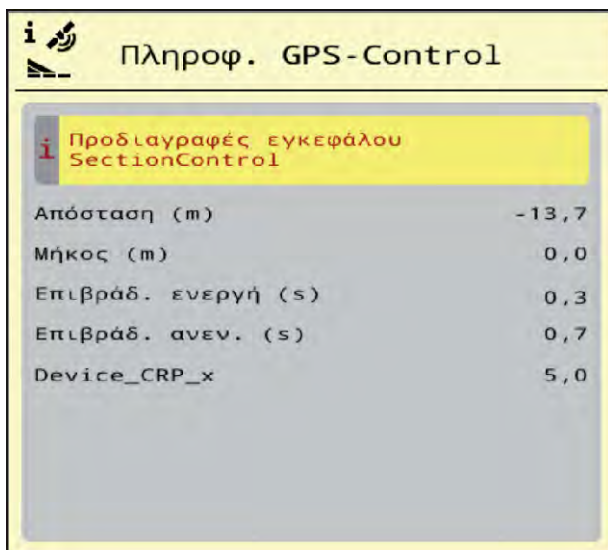 i
Πληροφ. GPS-Control
i Προδιαγραφές εγκεφάλου
SectionControl
Απόσταση (m) -13,7
Μήκος (m) 0,0
Επιβράδ. ενεργή (s) 0,3
Επιβράδ. ανεν. (s) 0,7
Device_CRP_x 5,0